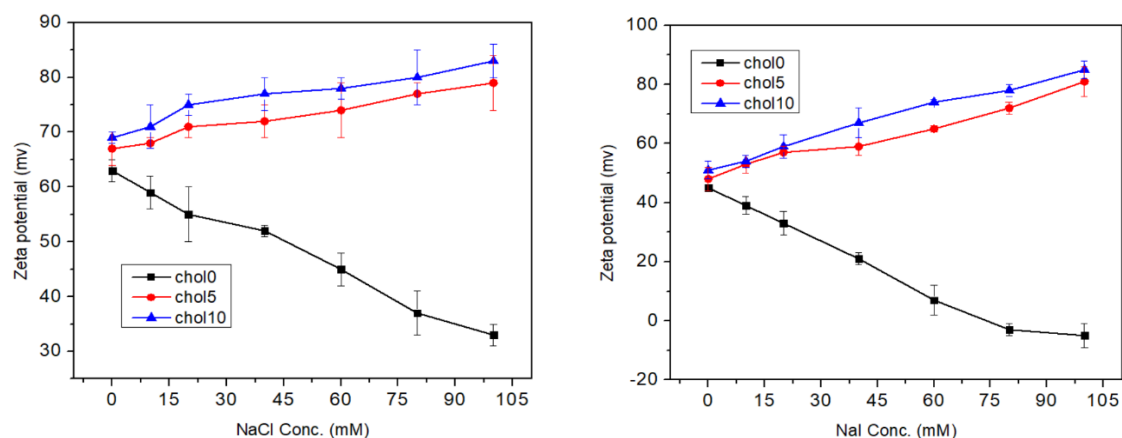 90
80
70
60
50
40
30
Zeta potential (mv)
chol0
chol5
chol10
0 15 30 45 60 75 90 105
NaCl Conc. (mM)
100
80
60
40
20
0
-20
Zeta potential (mv)
chol0
chol5
chol10
0 15 30 45 60 75 90 105
NaI Conc. (mM)